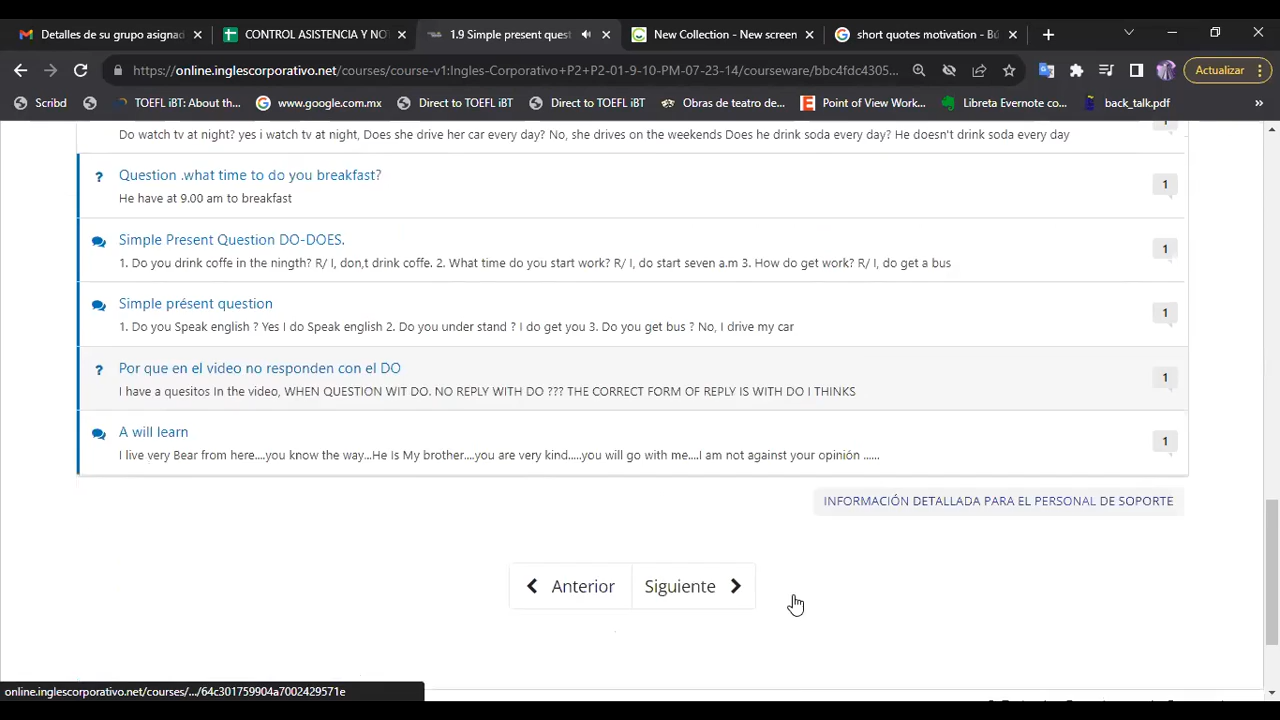 Detalles de su grupo asignad
CONTROL ASISTENCIA Y NO
1.9 Simple present quest
New Collection - New screen
short quotes motivation - Bú
https://online.inglescorporativo.net/courses/course-v1:Ingles-Corporativo+P2+P2-01-9-10-PM-07-23-14/courseware/bbc4fdc4305...
Actualizar
Scribd
TOEFL iBT: About th...
www.google.com.mx
Direct to TOEFL iBT
Direct to TOEFL iBT
Obras de teatro de...
Point of View Work...
Libreta Evernote co...
back_talk.pdf
»
Do watch tv at night? yes i watch tv at night, Does she drive her car every day? No, she drives on the weekends Does he drink soda every day? He doesn't drink soda every day
Question .what time to do you breakfast?
1
He have at 9.00 am to breakfast
Simple Present Question DO-DOES.
1
1. Do you drink coffe in the ningth? R/ I, don,t drink coffe. 2. What time do you start work? R/ I, do start seven a.m 3. How do get work? R/ I, do get a bus
Simple présent question
1
1. Do you Speak english ? Yes I do Speak english 2. Do you under stand ? I do get you 3. Do you get bus ? No, I drive my car
Por que en el video no responden con el DO
1
I have a quesitos In the video, WHEN QUESTION WIT DO. NO REPLY WITH DO ??? THE CORRECT FORM OF REPLY IS WITH DO I THINKS
A will learn
1
I live very Bear from here....you know the way...He Is My brother....you are very kind.....you will go with me....I am not against your opinión ......
INFORMACIÓN DETALLADA PARA EL PERSONAL DE SOPORTE
Anterior
Siguiente
online.inglescorporativo.net/courses/.../64c301759904a7002429571e